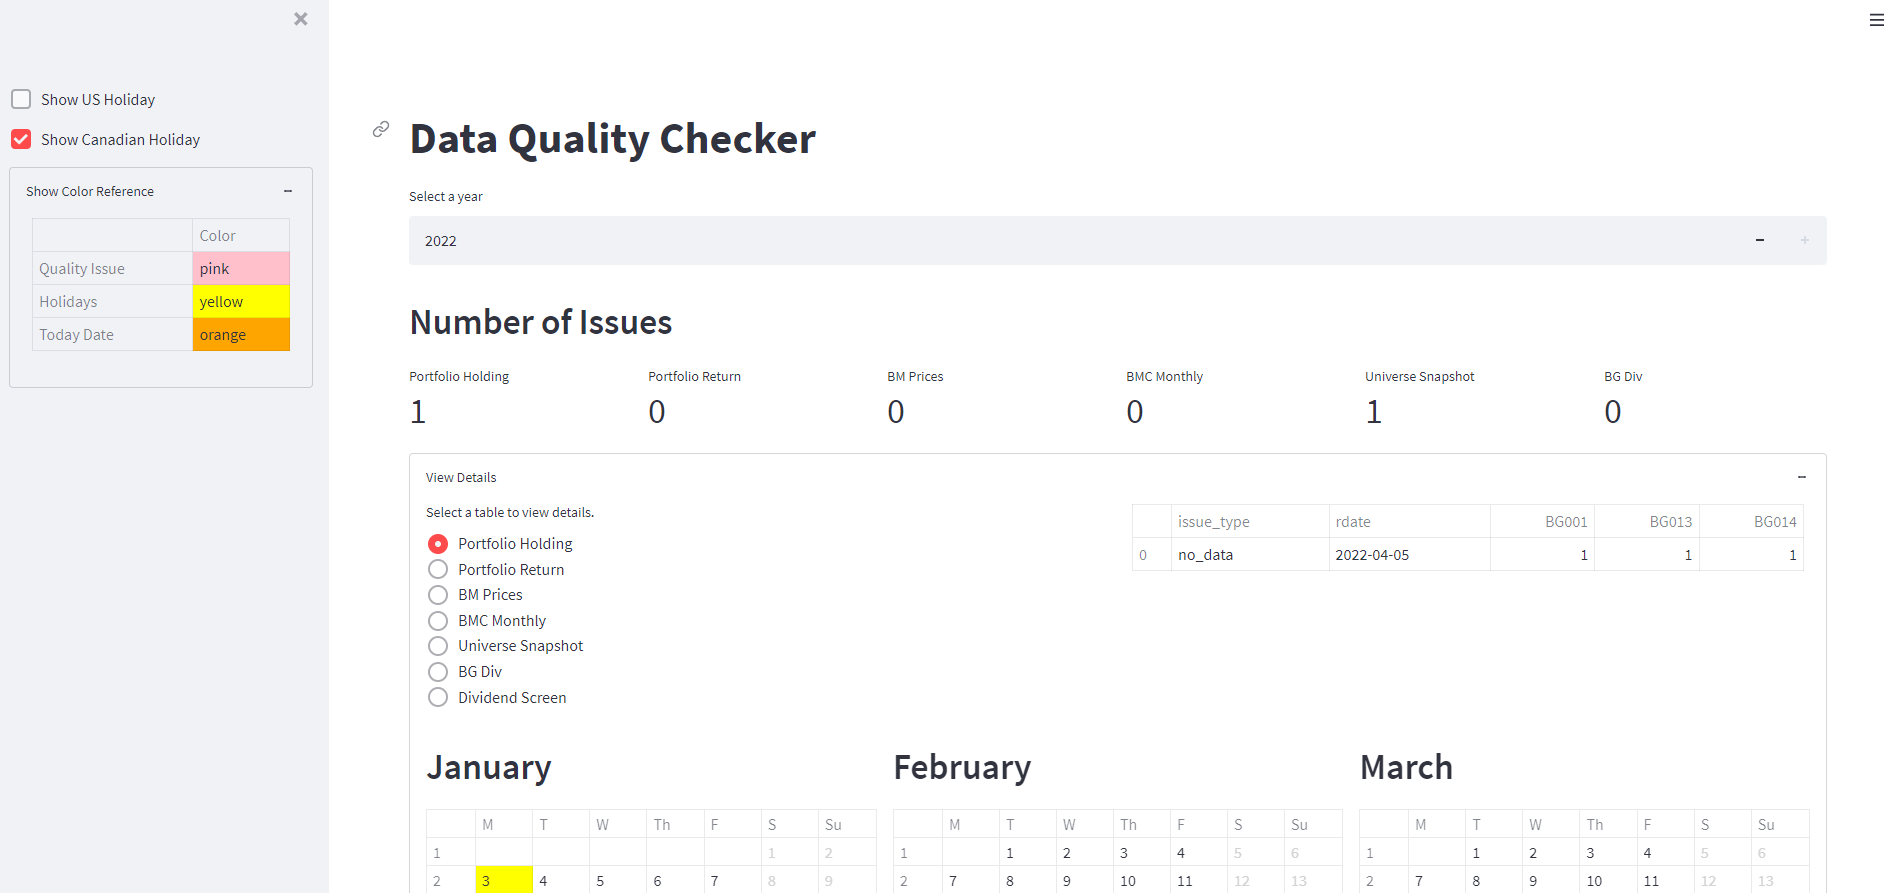 Show US Holiday
Show Canadian Holiday
Show Color Reference
Color
Quality Issue pink
Holidays yellow
Today Date orange
Data Quality Checker
Select a year
2022
Number of Issues
Portfolio Holding Portfolio Return BM Prices BMC Monthly Universe Snapshot BG Div
1 0 0 0 1 0
View Details
Select a table to view details.
Portfolio Holding
Portfolio Return
BM Prices
BMC Monthly
Universe Snapshot
BG Div
Dividend Screen
issue_type rdate BG001 BG013 BG014
0 no_data 2022-04-05 1 1 1
January
M T W Th F S Su
1 1 2
2 3 4 5 6 7 8 9
February
M T W Th F S Su
1 1 2 3 4 5 6
2 7 8 9 10 11 12 13
March
M T W Th F S Su
1 1 2 3 4 5 6
2 7 8 9 10 11 12 13